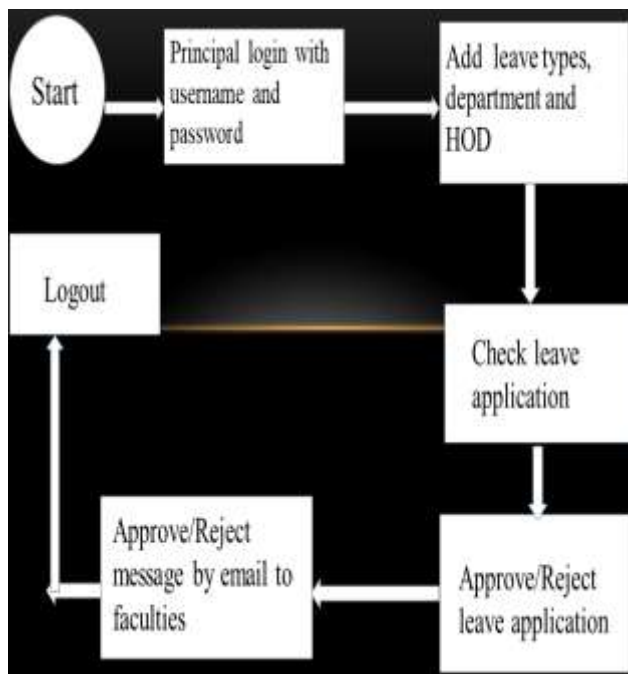 Start
Principal login with
username and
password
Add leave types,
department and
HOD
Check leave
application
Approve/Reject
leave application
Approve/Reject
message by email to
faculties
Logout